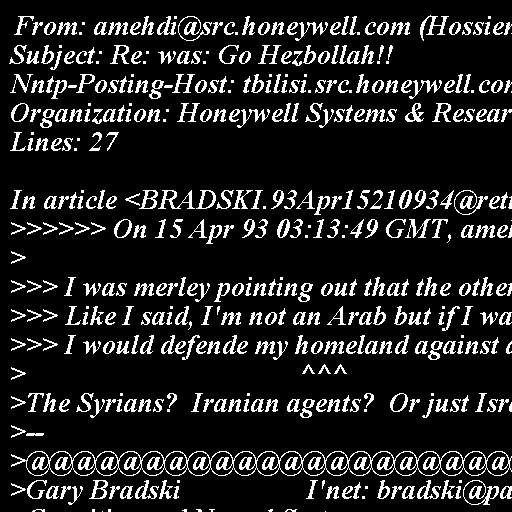 From: amehdi@src.honeywell.com (Hossien
Subject: Re: was: Go Hezbollah!!
Nntp-Posting-Host: tbilisi.src.honeywell.com
Organization: Honeywell Systems & Resear
Lines: 27

In article <BRADSKI.93Apr15210934@reti
>>>>>> On 15 Apr 93 03:13:49 GMT, ame
>
>>> I was merley pointing out that the other
>>> Like I said, I'm not an Arab but if I wa
>>> I would defende my homeland against a
> ^^^
>The Syrians? Iranian agents? Or just Isra
>--
>@@@@@@@@@@@@@@@@@@@@@
>Gary Bradski I'net: bradski@pa